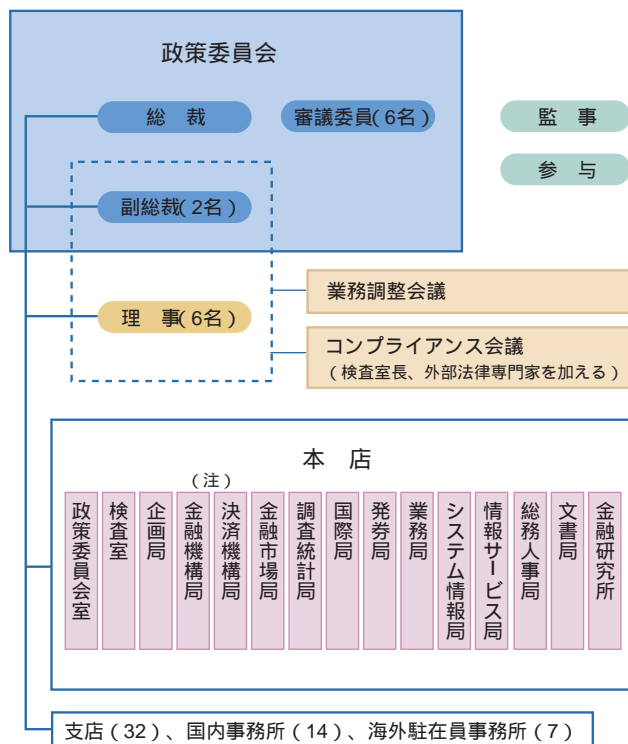 政策委員会
総 裁
審議委員(6名)
監 事
参 与
副総裁(2名)
業務調整会議
理 事(6名)
コンプライアンス会議
(検査室長、外部法律専門家を加える)
本 店
(注)
政策委員会室
検査室
企画局
金融機構局
決済機構局
金融市場局
調査統計局
国際局
発券局
業務局
システム情報局
情報サービス局
総務人事局
文書局
金融研究所
支店(32)、国内事務所(14)、海外駐在員事務所(7)